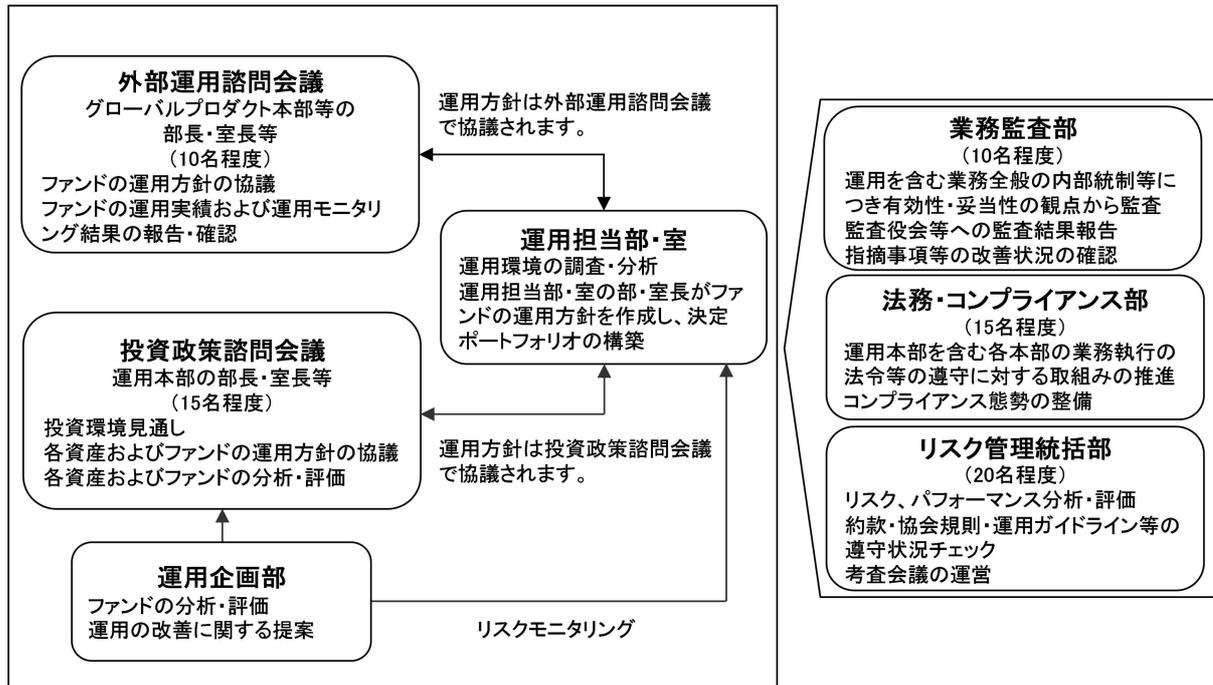 外部運用諮問会議
グローバルプロダクト本部等の
部長・室長等
(10名程度)
ファンドの運用方針の協議
ファンドの運用実績および運用モニタリ
ング結果の報告・確認
運用方針は外部運用諮問会議
で協議されます。
運用担当部・室
運用環境の調査・分析
運用担当部・室の部・室長がファ
ンドの運用方針を作成し、決定
ポートフォリオの構築
投資政策諮問会議
運用本部の部長・室長等
(15名程度)
投資環境見通し
各資産およびファンドの運用方針の協議
各資産およびファンドの分析・評価
運用方針は投資政策諮問会議
で協議されます。
運用企画部
ファンドの分析・評価
運用の改善に関する提案
リスクモニタリング
業務監査部
(10名程度)
運用を含む業務全般の内部統制等に
つき有効性・妥当性の観点から監査
監査役会等への監査結果報告
指摘事項等の改善状況の確認
法務・コンプライアンス部
(15名程度)
運用本部を含む各本部の業務執行の
法令等の遵守に対する取組みの推進
コンプライアンス態勢の整備
リスク管理統括部
(20名程度)
リスク、パフォーマンス分析・評価
約款・協会規則・運用ガイドライン等の
遵守状況チェック
考査会議の運営